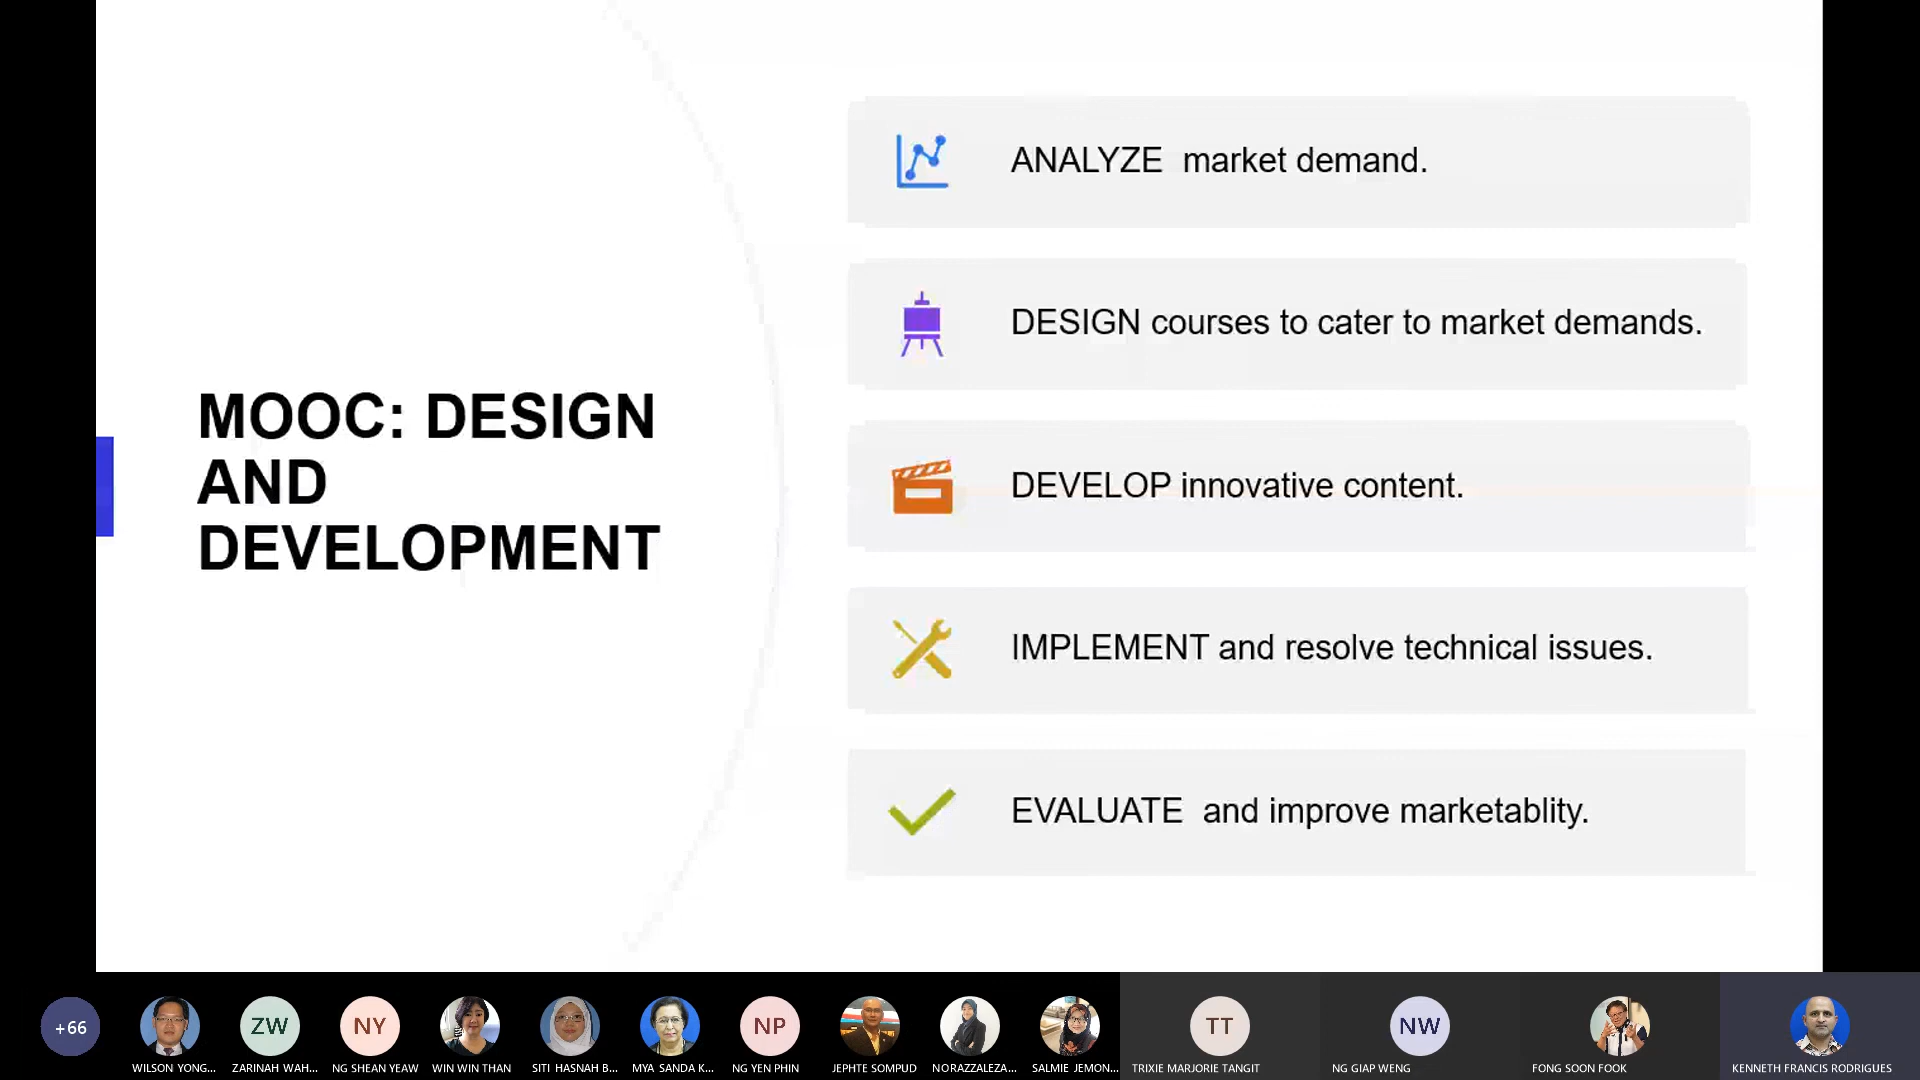 MOOC: DESIGN
AND
DEVELOPMENT
ANALYZE  market demand.
DESIGN courses to cater to market demands.
DEVELOP innovative content.
IMPLEMENT and resolve technical issues.
EVALUATE  and improve marketablity.
+66
ZW
NY
NP
TT
NW
WILSON YONG...
ZARINAH WAH...
NG SHEAN YEAW
WIN WIN THAN
SITI HASNAH B...
MYA SANDA K...
NG YEN PHIN
JEPHTE SOMPUD
NORAZZALEZA...
SALMIE JEMON...
TRIXIE MARJORIE TANGIT
NG GIAP WENG
FONG SOON FOOK
KENNETH FRANCIS RODRIGUES